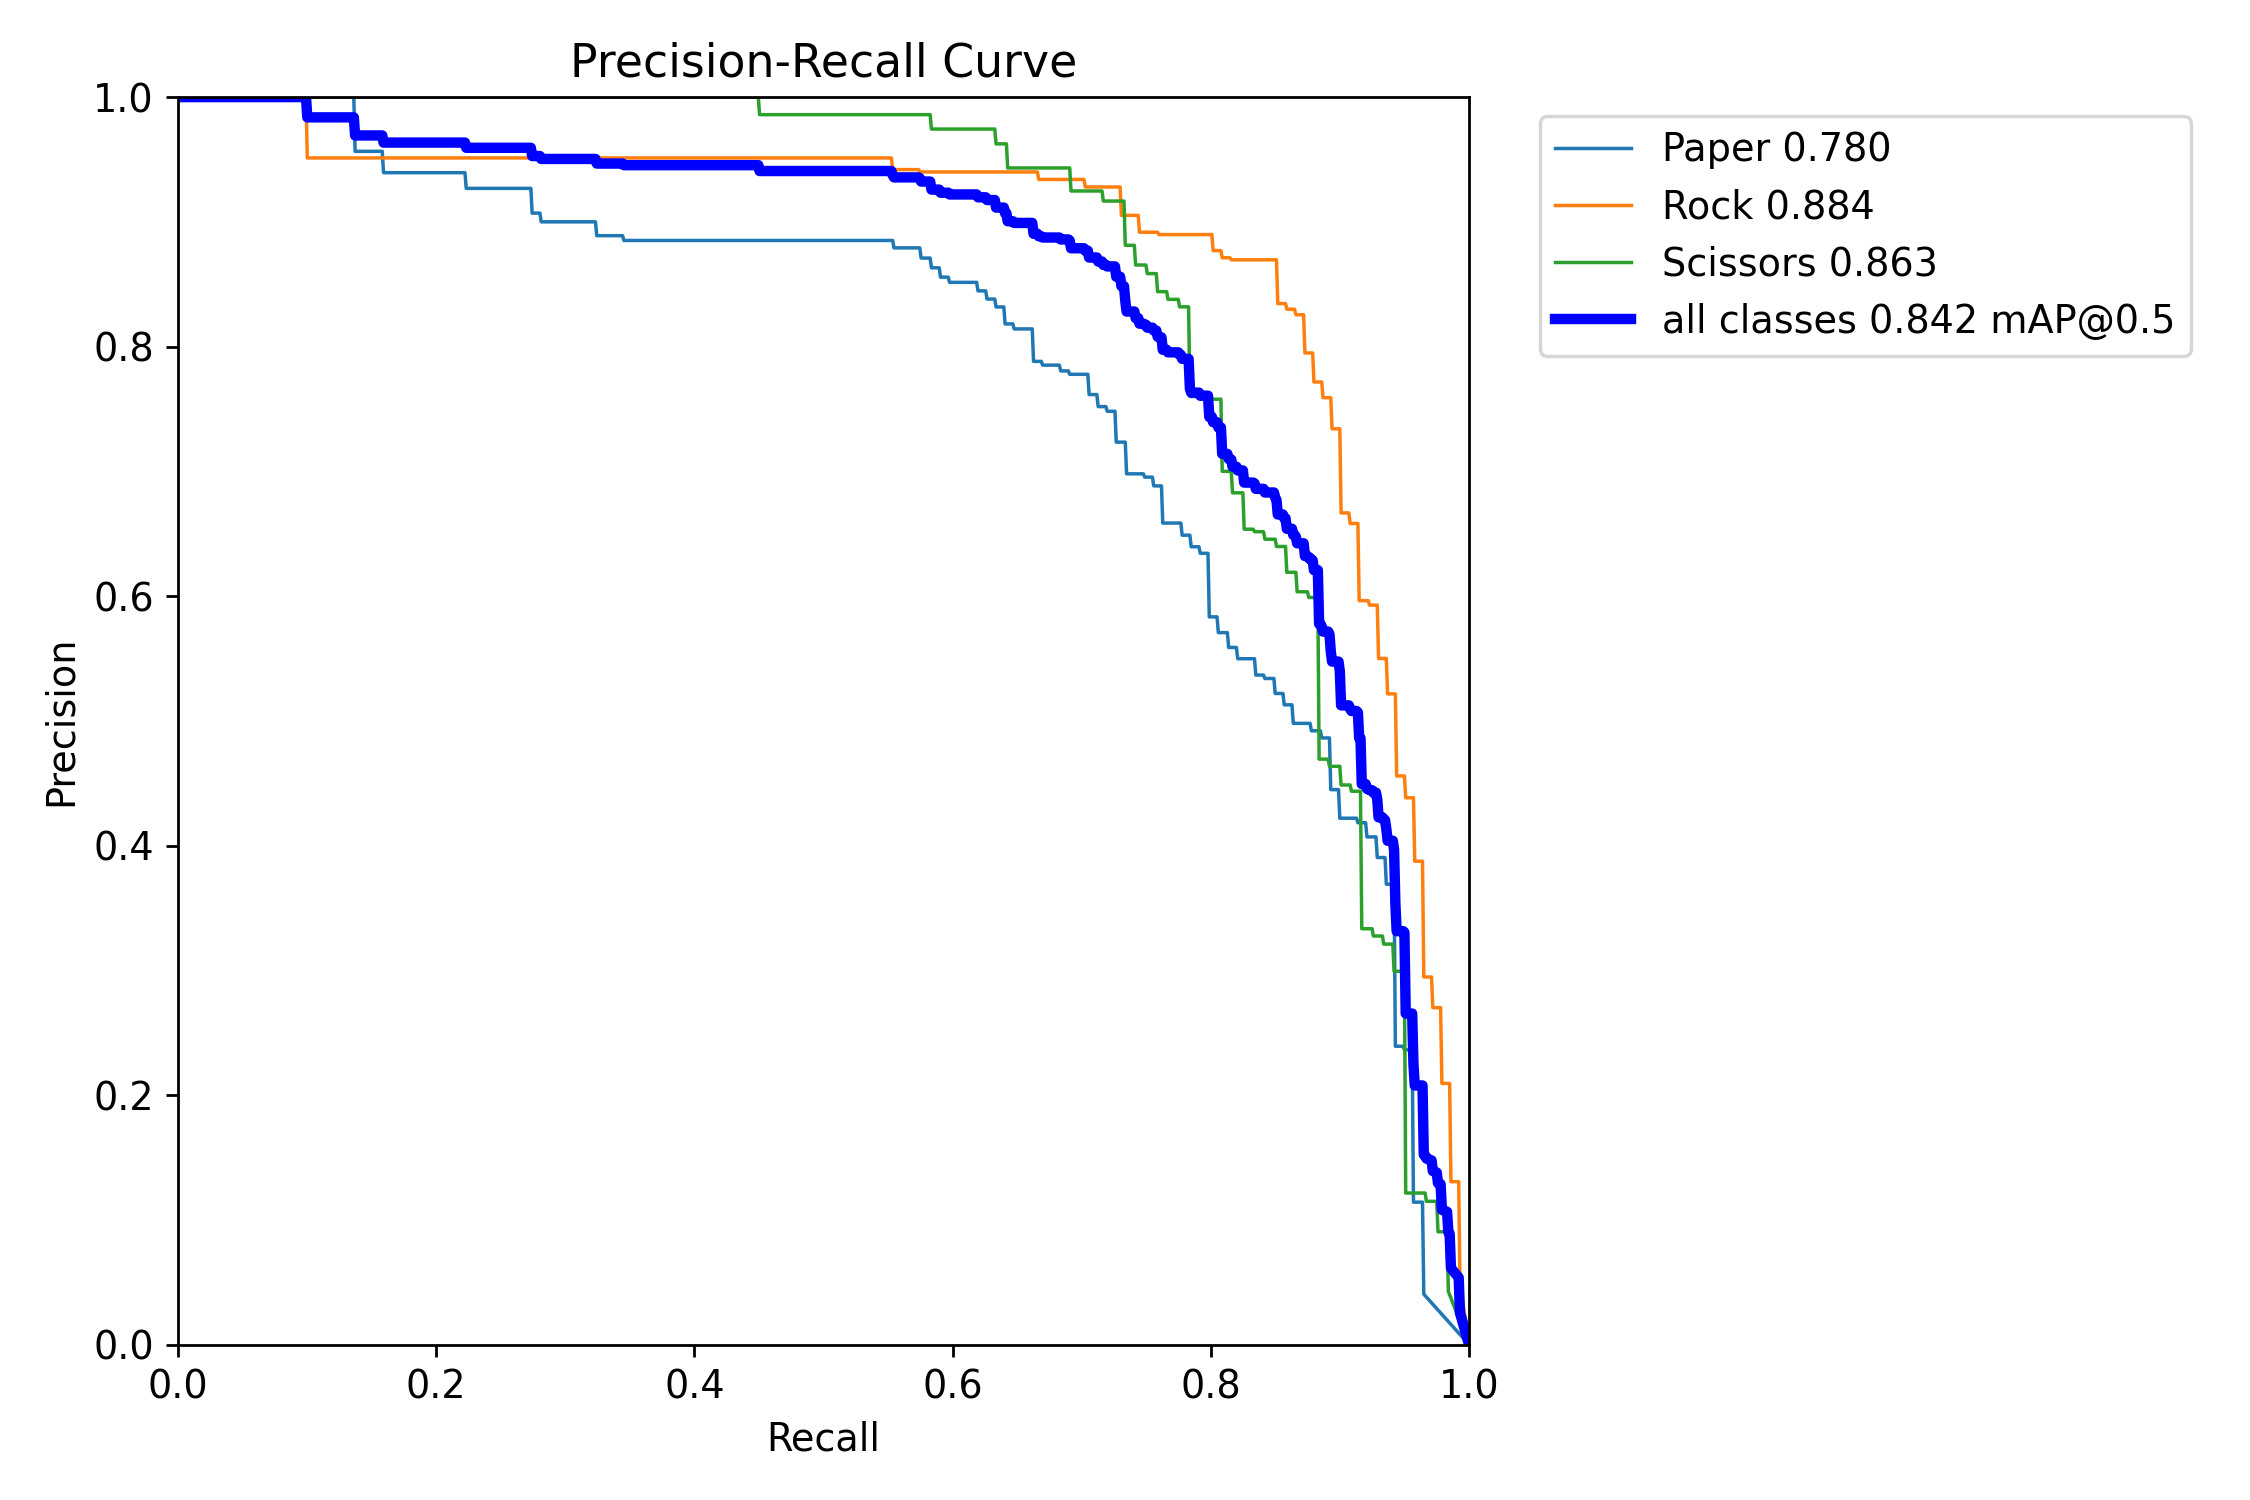 Precision-Recall Curve
1.0
0.8
0.6
0.4
0.2
0.0
Precision
0.0 0.2 0.4 0.6 0.8 1.0
Recall
Paper 0.780
Rock 0.884
Scissors 0.863
all classes 0.842 mAP@0.5